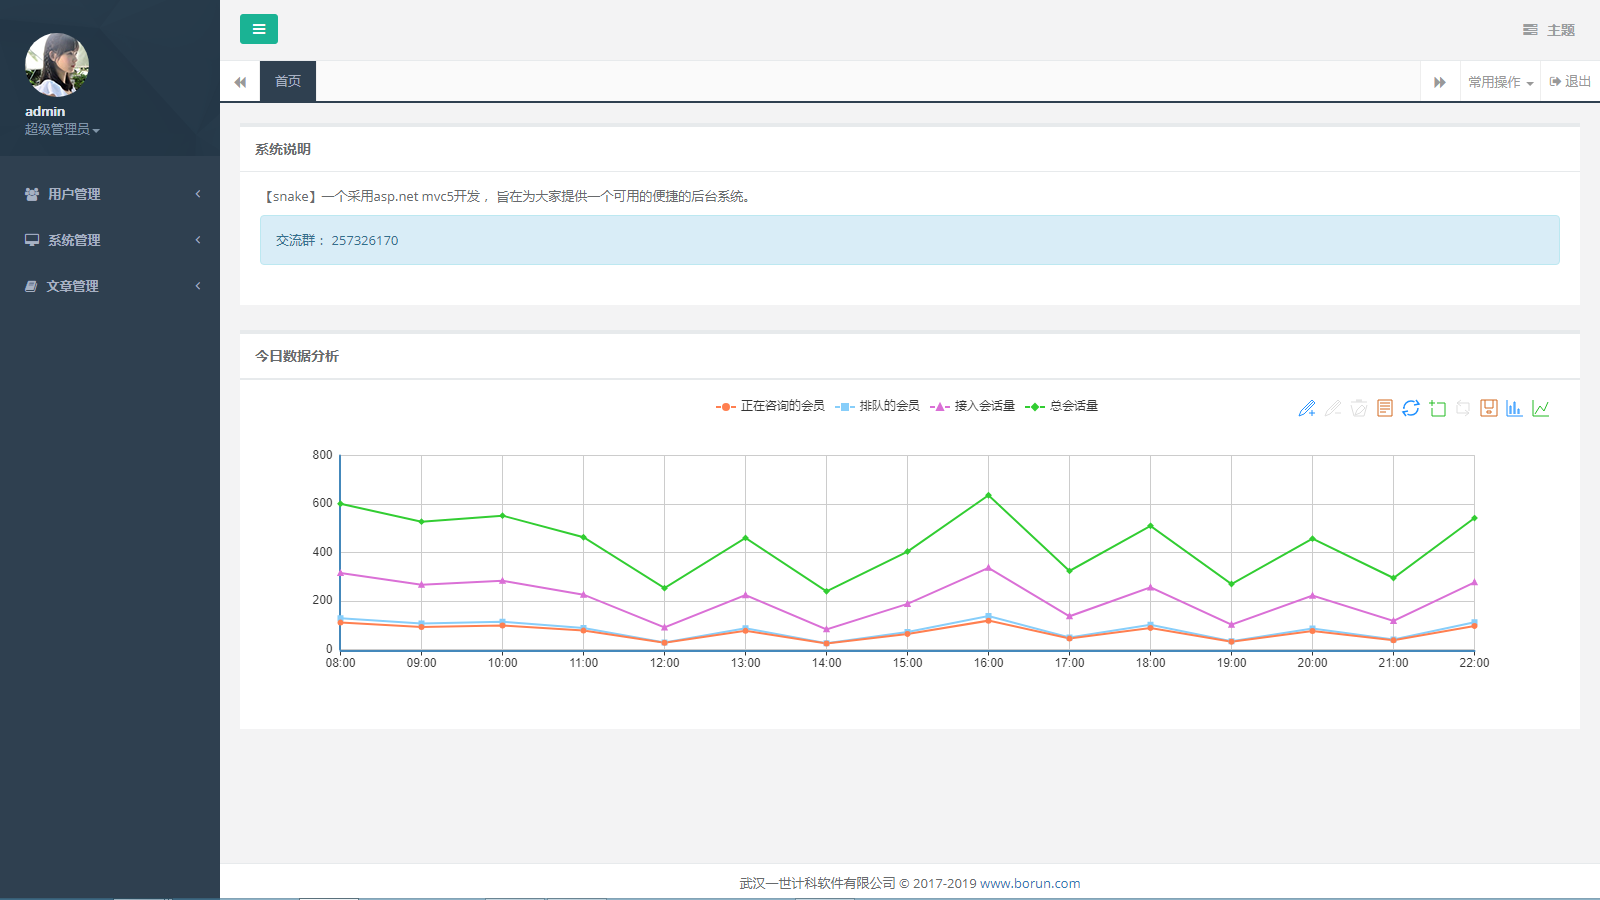 admin
超级管理员
用户管理
系统管理
文章管理
主题
首页
常用操作
退出
系统说明
【snake】一个采用asp.net mvc5开发，旨在为大家提供一个可用的便捷的后台系统。
交流群： 257326170
今日数据分析
正在咨询的会员 排队的会员 接入会话量 总会话量
800
600
400
200
0
08:00 09:00 10:00 11:00 12:00 13:00 14:00 15:00 16:00 17:00 18:00 19:00 20:00 21:00 22:00
武汉一世计科软件有限公司 © 2017-2019 www.borun.com